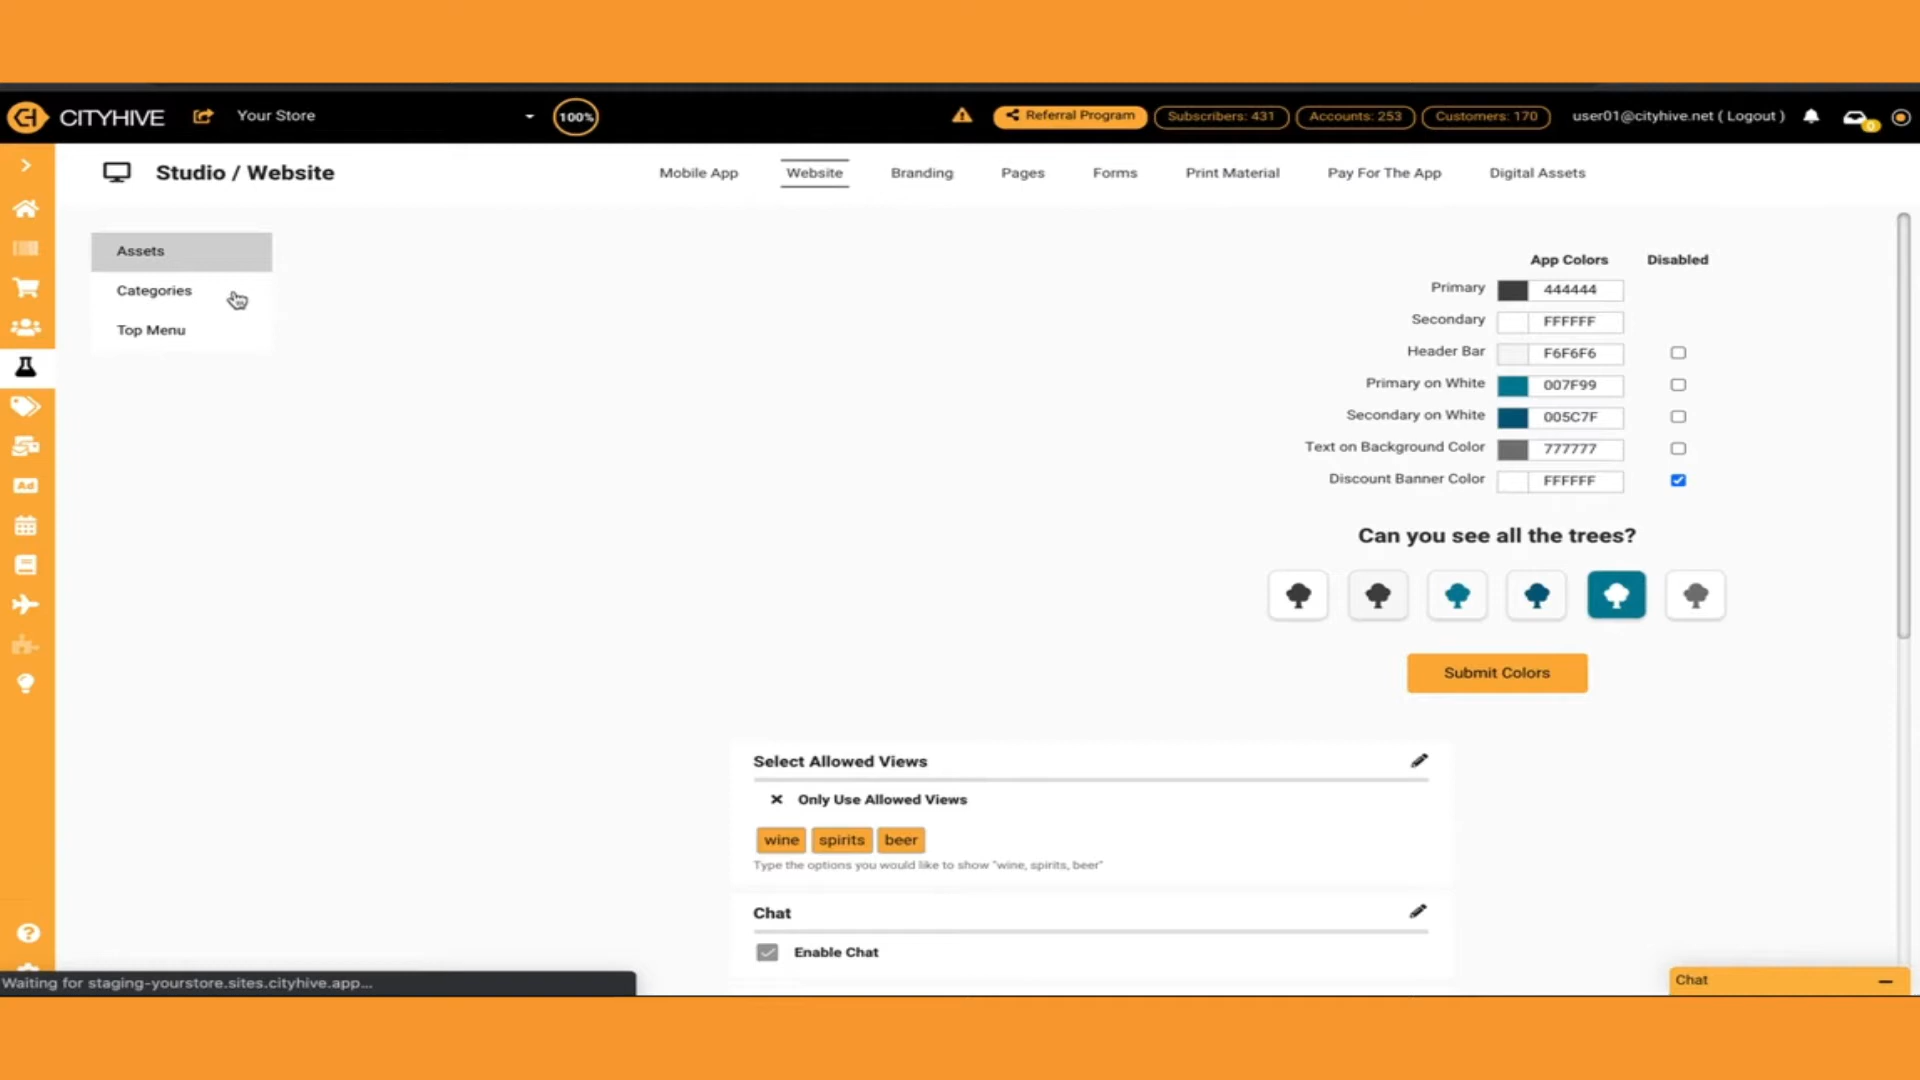 CITYHIVE
Your Store
100%
Referral Program
Subscribers: 431
Accounts: 253
Customers: 170
user01@cityhive.net ( Logout )
0
Studio / Website
Mobile App
Website
Branding
Pages
Forms
Print Material
Pay For The App
Digital Assets
Assets
Categories
Top Menu
Ad
App Colors
Disabled
Primary
444444
Secondary
FFFFFF
Header Bar
F6F6F6
Primary on White
007F99
Secondary on White
005C7F
Text on Background Color
777777
Discount Banner Color
FFFFFF
Can you see all the trees?
Submit Colors
Select Allowed Views
Only Use Allowed Views
wine spirits beer
Type the options you would like to show "wine, spirits, beer"
Chat
Enable Chat
Waiting for staging-yourstore.sites.cityhive.app...
Chat